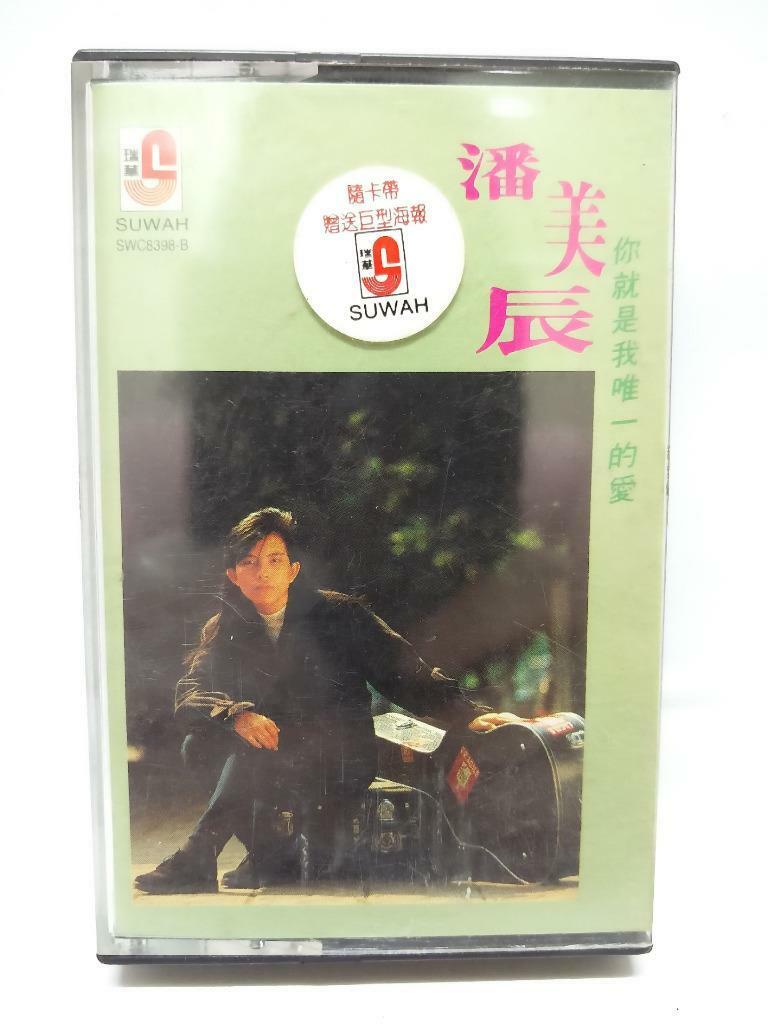 瑞華
SUWAH
SWC8398-B
隨卡帶
贈送巨型海報
瑞華
SUWAH
潘美辰
你就是我唯一的愛